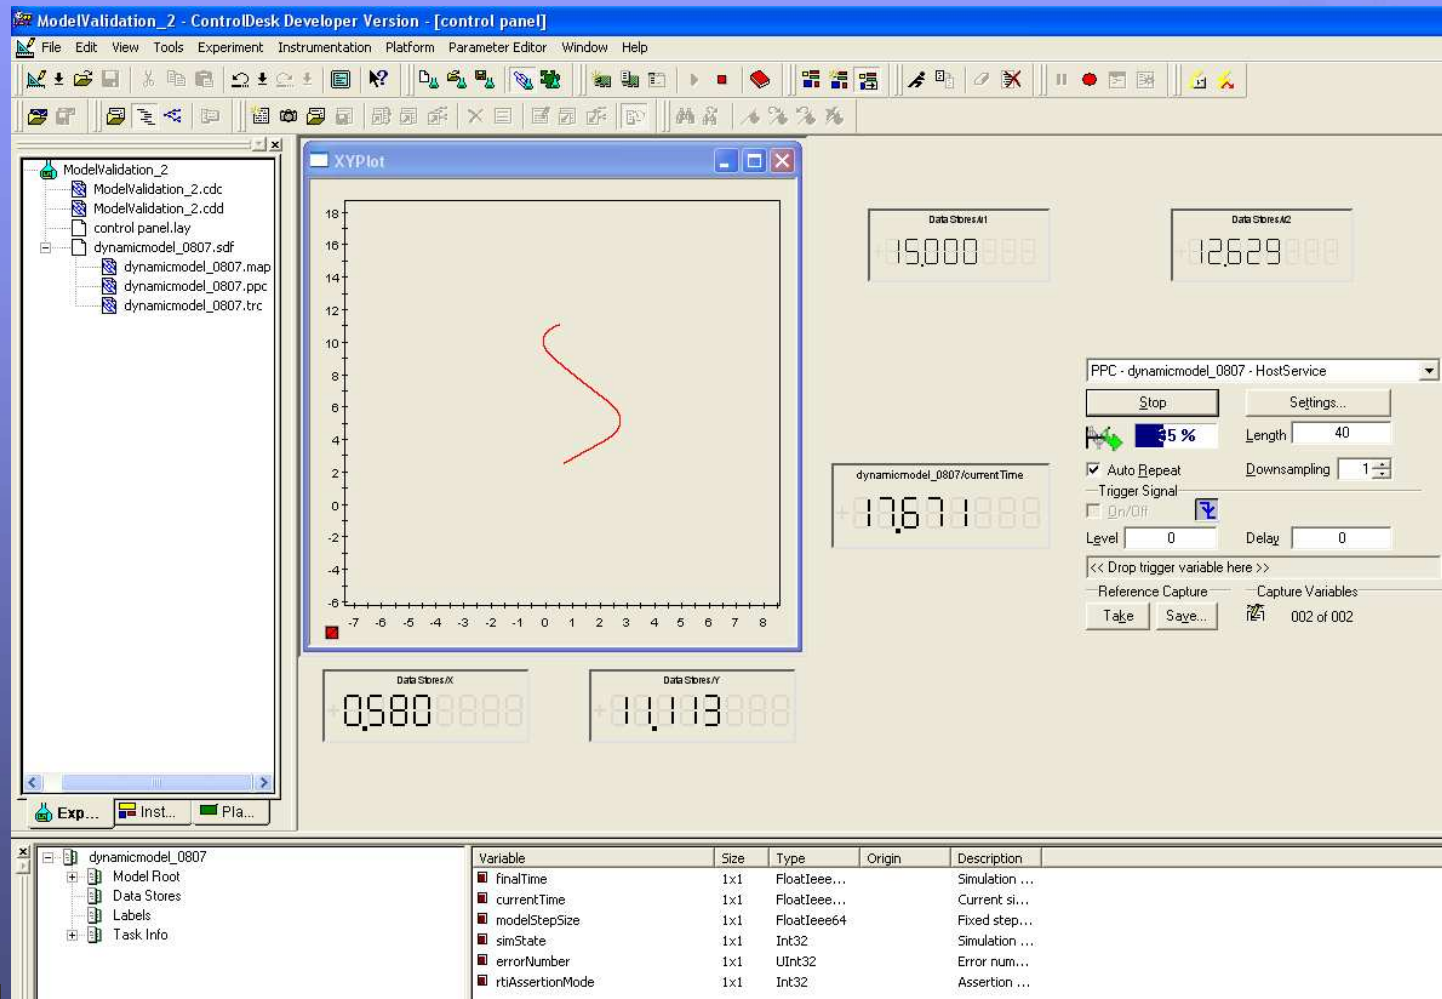 ModelValidation_2 - ControlDesk Developer Version - [control panel]
File Edit View Tools Experiment Instrumentation Platform Parameter Editor Window Help
ModelValidation_2
ModelValidation_2.cdc
ModelValidation_2.cdd
control panel.lay
dynamicmodel_0807.sdf
dynamicmodel_0807.map
dynamicmodel_0807.ppc
dynamicmodel_0807.trc
Exp... Inst... Pla...
XYPlot
18
16
14
12
10
8
6
4
2
0
-2
-4
-6
-7 -6 -5 -4 -3 -2 -1 0 1 2 3 4 5 6 7 8
Data Stores/X
0.580
Data Stores/Y
11.113
15.000
12.629
dynamicmodel_0807/currentTime
17.671
PPC - dynamicmodel_0807 - HostService
Stop Settings...
Length 40
Auto Repeat Downsampling 1
Trigger Signal
On/Off
Level 0 Delay 0
<< Drop trigger variable here >>
Reference Capture Capture Variables
Take Save... 002 of 002
dynamicmodel_0807
Model Root
Data Stores
Labels
Task Info
Variable Size Type Origin Description
finalTime 1x1 FloatIeee... Simulation ...
currentTime 1x1 FloatIeee... Current si...
modelStepSize 1x1 FloatIeee64 Fixed step...
simState 1x1 Int32 Simulation ...
errorNumber 1x1 UInt32 Error num...
rtiAssertionMode 1x1 Int32 Assertion ...